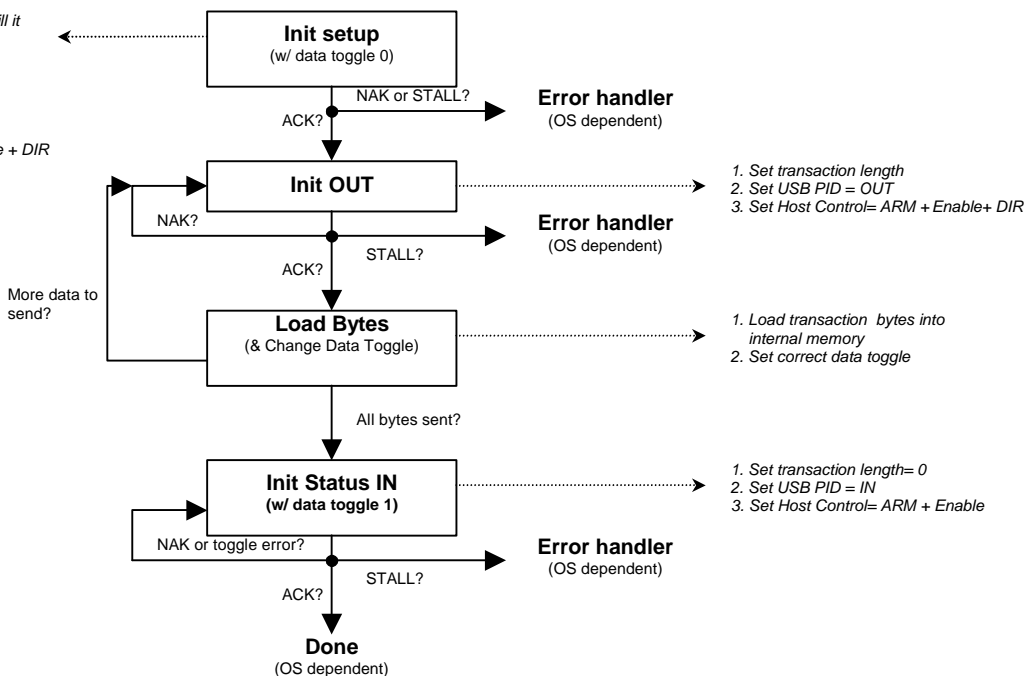 ill it
Init setup
(w/ data toggle 0)
NAK or STALL?
Error handler
(OS dependent)
ACK?
e + DIR
Init OUT
1. Set transaction length
2. Set USB PID = OUT
3. Set Host Control= ARM + Enable+ DIR
NAK?
Error handler
(OS dependent)
STALL?
ACK?
More data to
send?
Load Bytes
(& Change Data Toggle)
1. Load transaction bytes into
internal memory
2. Set correct data toggle
All bytes sent?
Init Status IN
(w/ data toggle 1)
1. Set transaction length= 0
2. Set USB PID = IN
3. Set Host Control= ARM + Enable
NAK or toggle error?
Error handler
(OS dependent)
STALL?
ACK?
Done
(OS dependent)